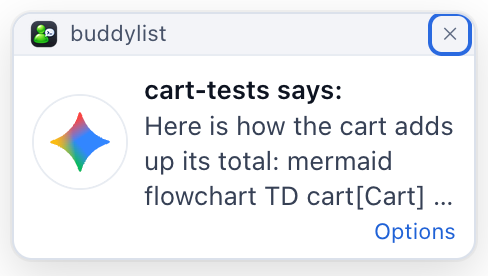 buddylist
cart-tests says:
Here is how the cart adds
up its total: mermaid
flowchart TD cart[Cart] ...
Options